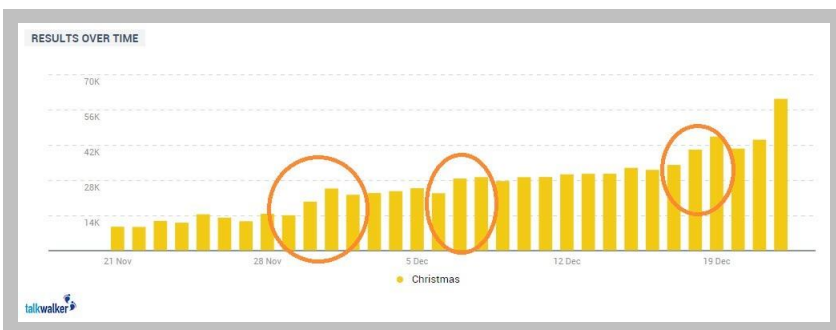 RESULTS OVER TIME
70K
56K
42K
28K
14K
21 Nov 28 Nov 5 Dec 12 Dec 19 Dec
Christmas
talkwalker